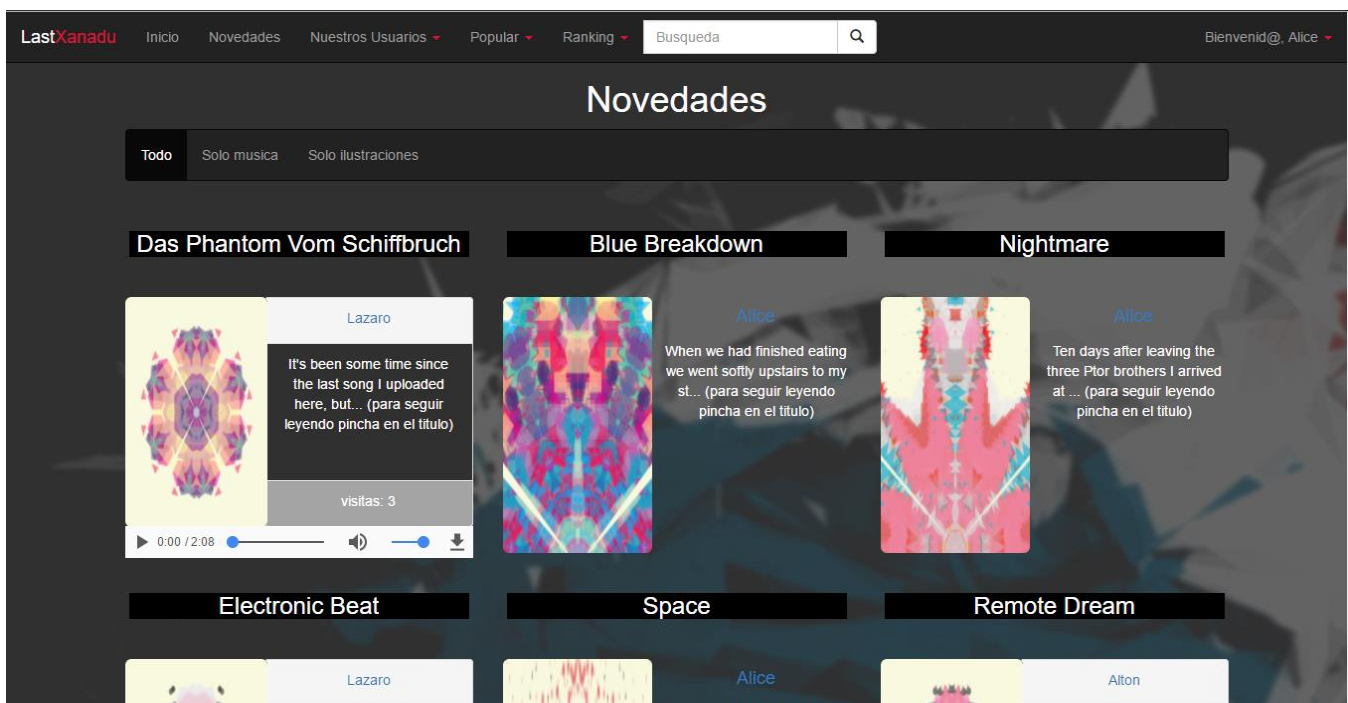 LastXanadu Inicio Novedades Nuestros Usuarios Popular Ranking Busqueda Bienvenid@, Alice
Novedades
Todo Solo musica Solo ilustraciones
Das Phantom Vom Schiffbruch
Lazaro
It's been some time since
the last song I uploaded
here, but... (para seguir
leyendo pincha en el titulo)
visitas: 3
0:00 / 2:08
Blue Breakdown
Alice
When we had finished eating
we went softly upstairs to my
st... (para seguir leyendo
pincha en el titulo)
Nightmare
Alice
Ten days after leaving the
three Ptor brothers I arrived
at ... (para seguir leyendo
pincha en el titulo)
Electronic Beat
Lazaro
Space
Alice
Remote Dream
Alton